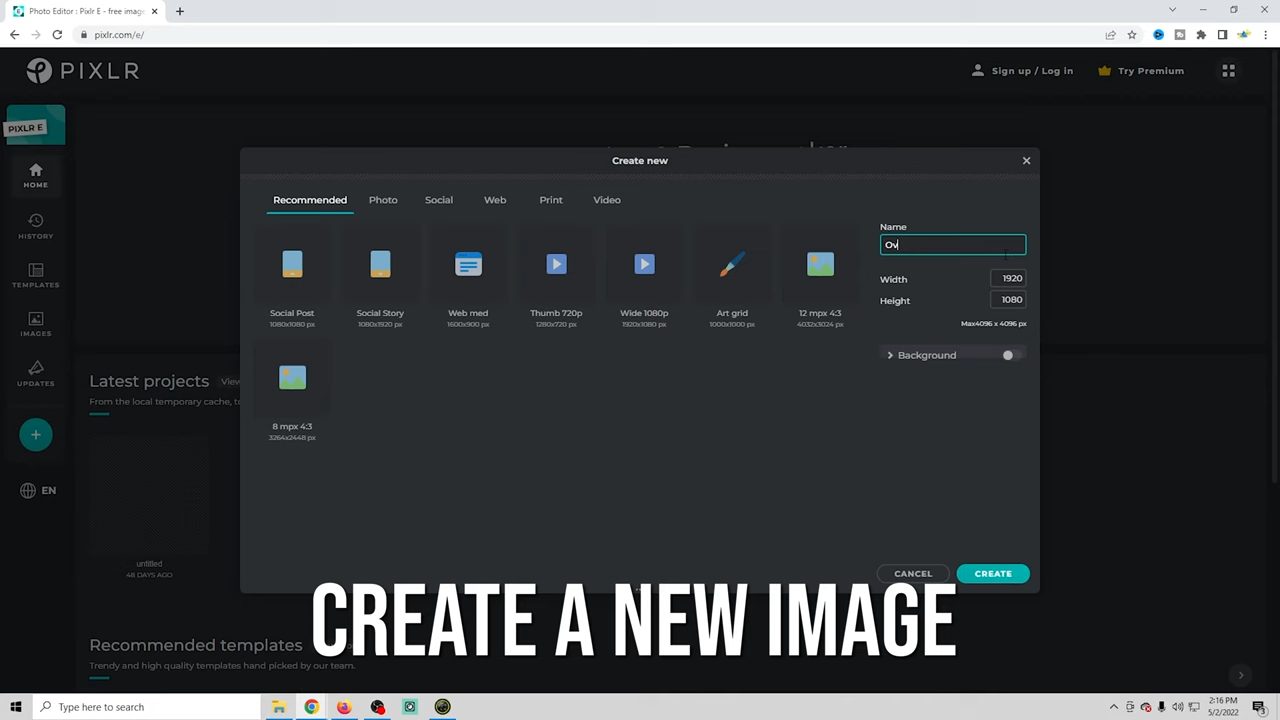 Photo Editor : Pixlr E - free image
pixlr.com/e/
PIXLR
Sign up / Log in
Try Premium
PIXLR E
HOME
HISTORY
TEMPLATES
IMAGES
UPDATES
EN
Create new
Recommended
Photo
Social
Web
Print
Video
Social Post
1080x1080 px
Social Story
1080x1920 px
Web med
1600x900 px
Thumb 720p
1280x720 px
Wide 1080p
1920x1080 px
Art grid
1000x1000 px
12 mpx 4:3
4032x3024 px
8 mpx 4:3
3264x2448 px
Name
Ov
Width
1920
Height
1080
Max4096 x 4096 px
Background
CANCEL
CREATE
Latest projects
View
From the local temporary cache, to
untitled
48 DAYS AGO
CREATE A NEW IMAGE
Recommended templates
Trendy and high quality templates hand picked by our team.
Type here to search
2:16 PM
5/2/2022
3